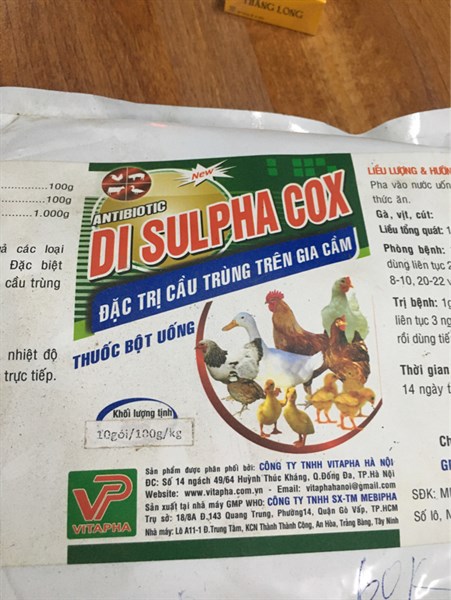 THĂNG LONG
100g
100g
1.000g
các loại
Đặc biệt
cầu trùng
nhiệt độ
trực tiếp.
New
ANTIBIOTIC
DI SULPHA COX
ĐẶC TRỊ CẦU TRÙNG TRÊN GIA CẦM
THUỐC BỘT UỐNG
Khối lượng tịnh
10gói/100g/kg
VITAPHA
Sản phẩm được phân phối bởi: CÔNG TY TNHH VITAPHA HÀ NỘI
ĐC: Số 14 ngách 49/64 Huỳnh Thúc Kháng, Q.Đống Đa, TP.Hà Nội
Website: www.vitapha.com.vn - Email: vitaphahanoi@gmail.com
Sản xuất tại nhà máy GMP WHO: CÔNG TY TNHH SX-TM MEBIPHA
Trụ sở: 18/8A Đ.143 Quang Trung, Phường14, Quận Gò Vấp, TP.HCM
Nhà máy: Lô A11-1 Đ.Trung Tâm, KCN Thành Thành Công, An Hòa, Trảng Bàng, Tây Ninh
LIỀU LƯỢNG & HƯỚN
Pha vào nước uốn
thức ăn.
Gà, vịt, cút:
Liều tổng quát: 1
Phòng bệnh:
dùng liên tục 2
8-10, 20-22
Trị bệnh: 1g
liên tục 3 ng
rồi dùng tiế
Thời gian
14 ngày t
SĐK: M
Số lô, N
60K